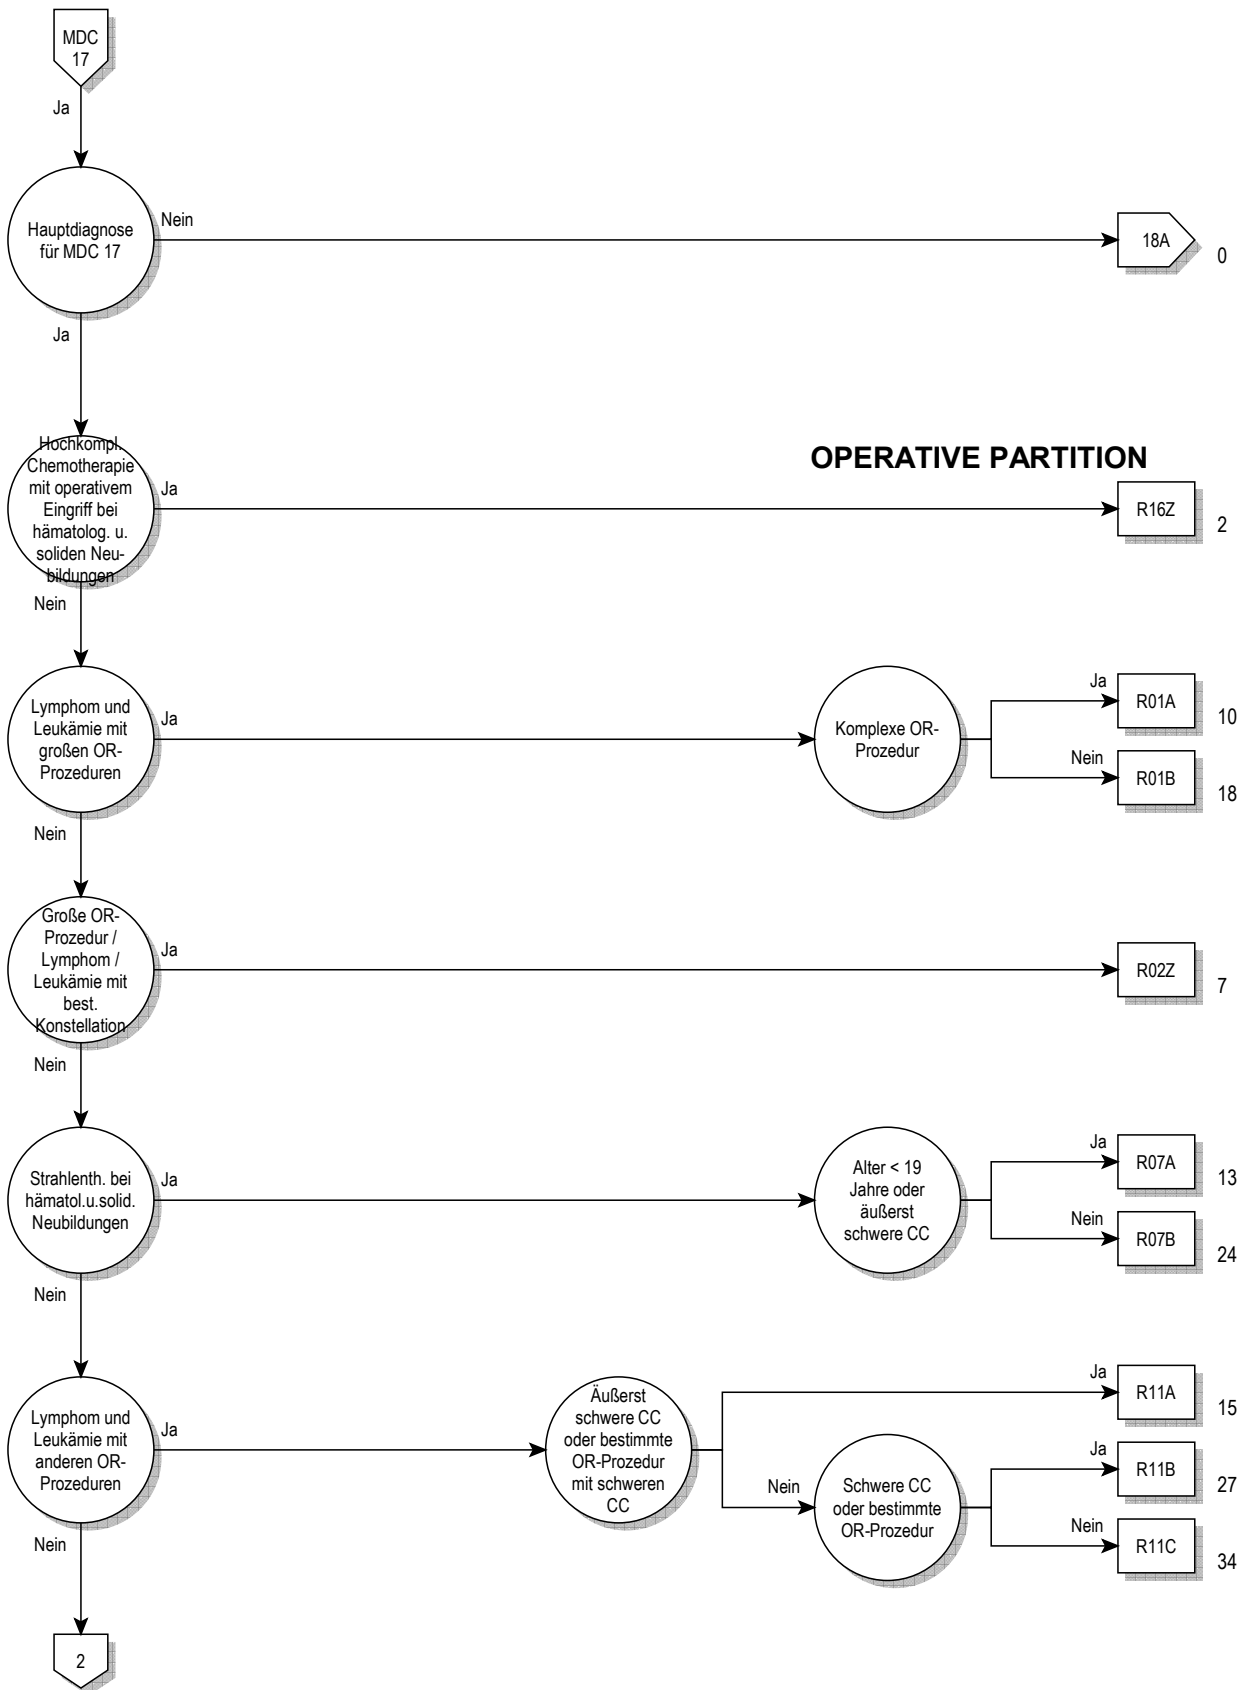 MDC
17
Ja
Hauptdiagnose
für MDC 17
Nein
18A
0
Ja
OPERATIVE PARTITION
Hochkompl.
Chemotherapie
mit operativem
Eingriff bei
hämatolog. u.
soliden Neu-
bildungen
Ja
R16Z
2
Nein
Lymphom und
Leukämie mit
großen OR-
Prozeduren
Ja
Komplexe OR-
Prozedur
Ja
R01A
10
Nein
R01B
18
Nein
Große OR-
Prozedur /
Lymphom /
Leukämie mit
best.
Konstellation
Ja
R02Z
7
Nein
Strahlenth. bei
hämatol.u.solid.
Neubildungen
Ja
Alter < 19
Jahre oder
äußerst
schwere CC
Ja
R07A
13
Nein
R07B
24
Nein
Lymphom und
Leukämie mit
anderen OR-
Prozeduren
Ja
Äußerst
schwere CC
oder bestimmte
OR-Prozedur
mit schweren
CC
Ja
R11A
15
Nein
Schwere CC
oder bestimmte
OR-Prozedur
Ja
R11B
27
Nein
R11C
34
Nein
2